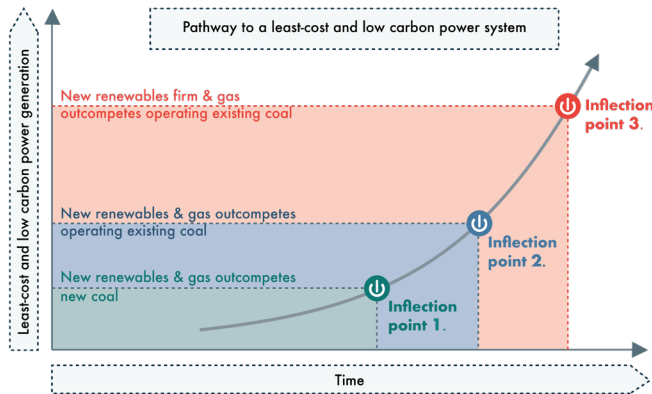 Pathway to a least-cost and low carbon power system
Least-cost and low carbon power generation
New renewables firm & gas
outcompetes operating existing coal
Inflection
point 3.
New renewables & gas outcompetes
operating existing coal
Inflection
point 2.
New renewables & gas outcompetes
new coal
Inflection
point 1.
Time